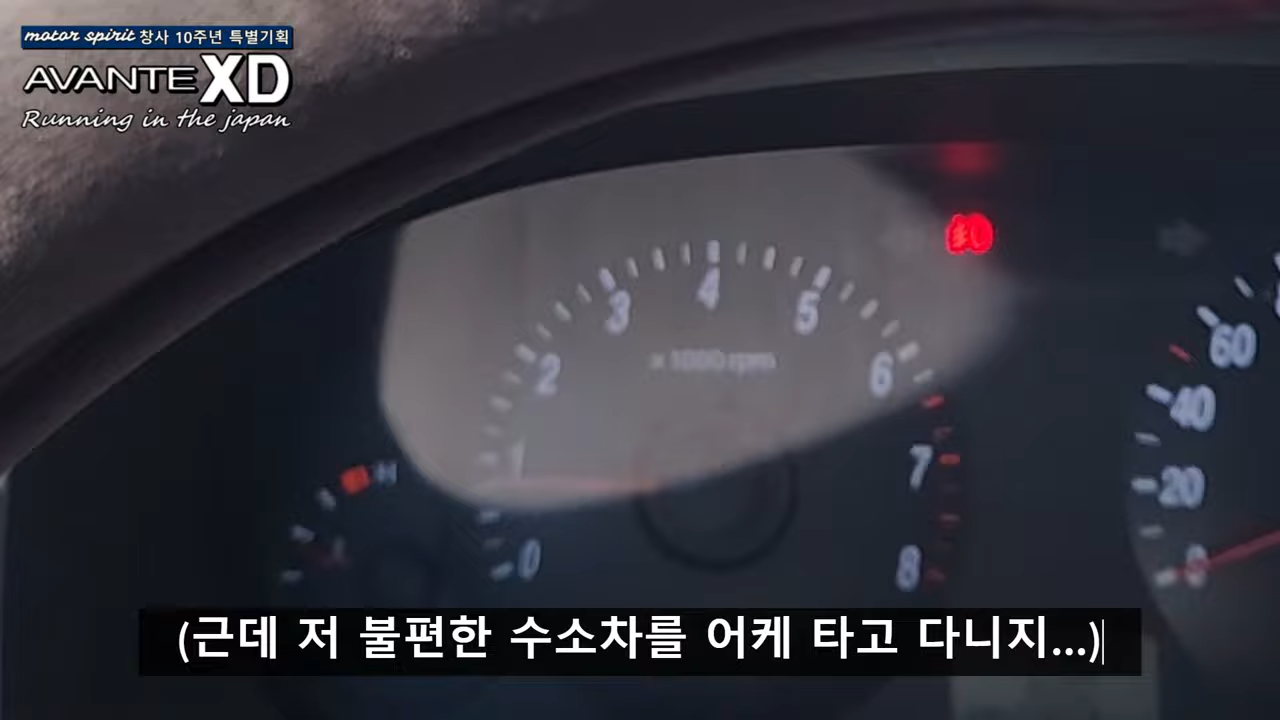 motor spirit 창사 10주년 특별기획
AVANTE XD
Running in the japan
4
3
5
x 1000 rpm
2
6
1
7
0
8
H
60
40
20
0
(근데 저 불편한 수소차를 어케 타고 다니지...)